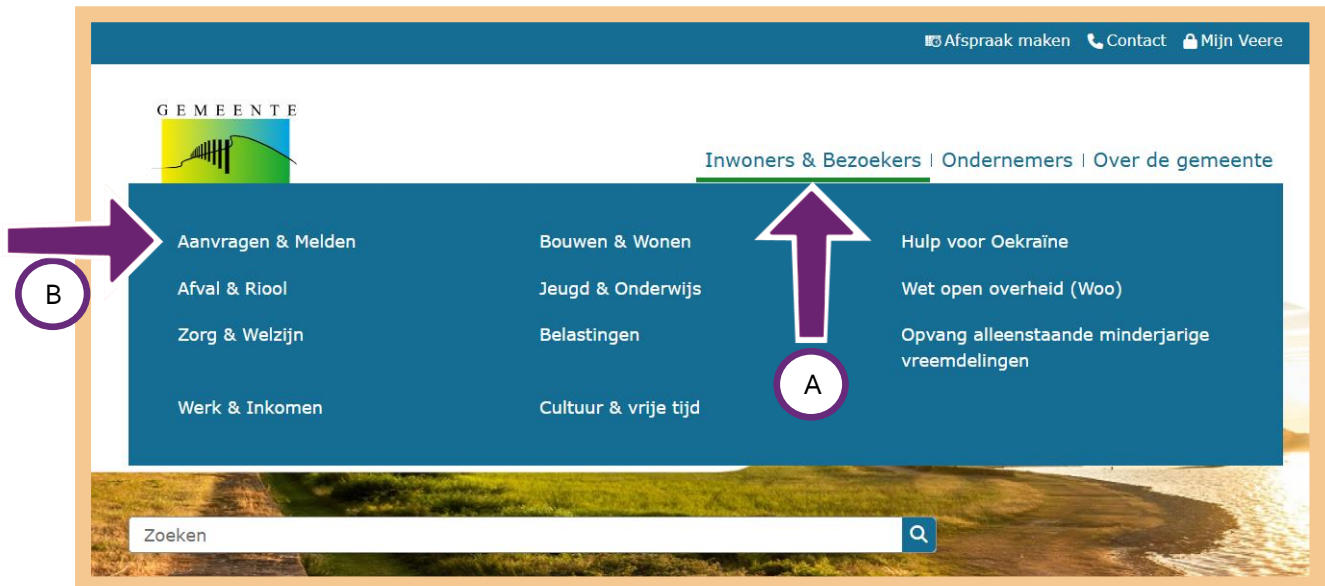 Afspraak maken Contact Mijn Veere
GEMEENTE
Inwoners & Bezoekers | Ondernemers | Over de gemeente
Aanvragen & Melden Bouwen & Wonen Hulp voor Oekraïne
B
Afval & Riool Jeugd & Onderwijs Wet open overheid (Woo)
Zorg & Welzijn Belastingen Opvang alleenstaande minderjarige
vreemdelingen
A
Werk & Inkomen Cultuur & vrije tijd
Zoeken